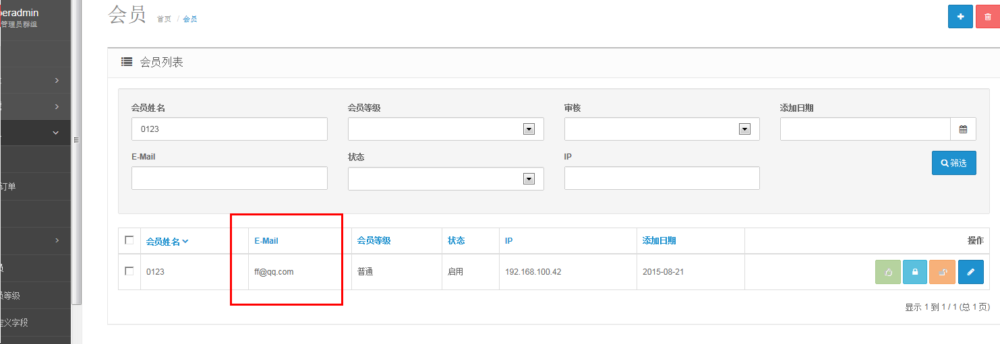 eradmin
管理员群组
会员 首页 / 会员
会员列表
会员姓名 会员等级 审核 添加日期
0123
E-Mail 状态 IP
筛选
会员姓名 E-Mail 会员等级 状态 IP 添加日期 操作
0123 ff@qq.com 普通 启用 192.168.100.42 2015-08-21
显示 1 到 1 / 1 (总 1 页)
订单
员等级
定义字段